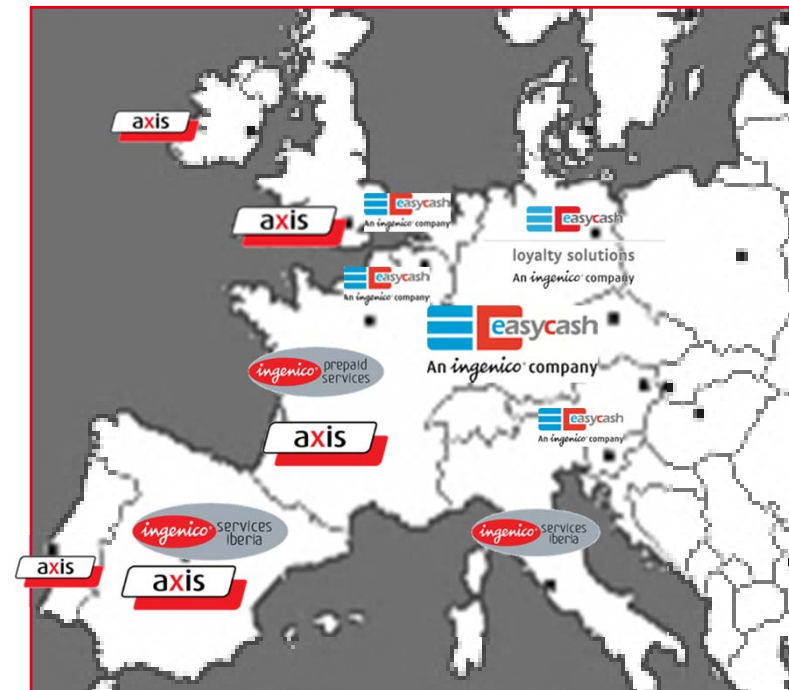 axis
axis
easycash
An ingenico company
easycash
loyalty solutions
An ingenico company
easycash
An ingenico company
easycash
An ingenico company
ingenico prepaid
services
axis
easycash
An ingenico company
ingenico services
iberia
ingenico services
iberia
axis
axis